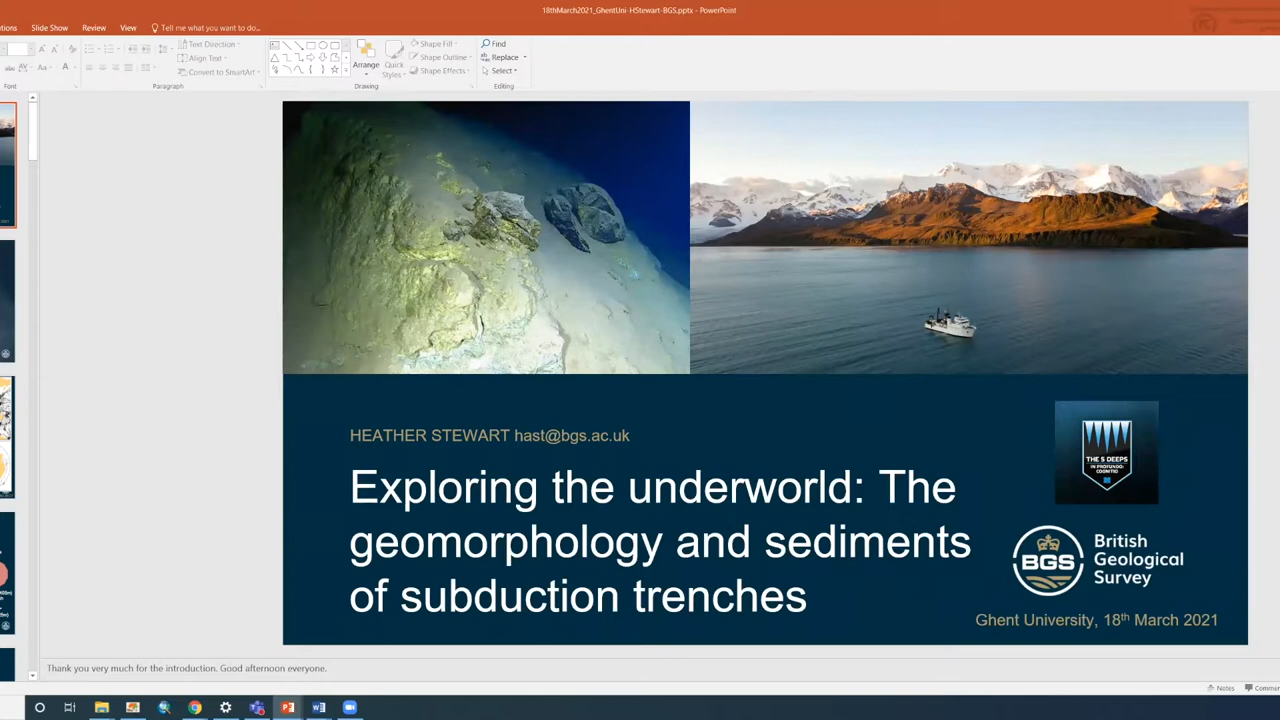 18thMarch2021_GhentUni-HStewart-BGS.pptx - PowerPoint
Slide Show Review View Tell me what you want to do...
Text Direction
Align Text
Convert to SmartArt
Arrange
Quick
Styles
Shape Fill
Shape Outline
Shape Effects
Find
Replace
Select
Font Paragraph Drawing Editing
HEATHER STEWART hast@bgs.ac.uk
Exploring the underworld: The
geomorphology and sediments
of subduction trenches
THE 5 DEEPS
IN PROFUNDO:
COGNITIO
BGS
British
Geological
Survey
Ghent University, 18th March 2021
Thank you very much for the introduction. Good afternoon everyone.
Notes